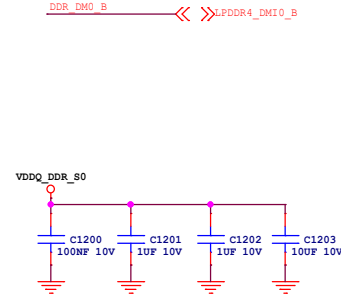 DDR_DM0_B LPDDR4_DMI0_B
VDDQ_DDR_S0
C1200 C1201 C1202 C1203
100NF 10V 1UF 10V 1UF 10V 10UF 10V